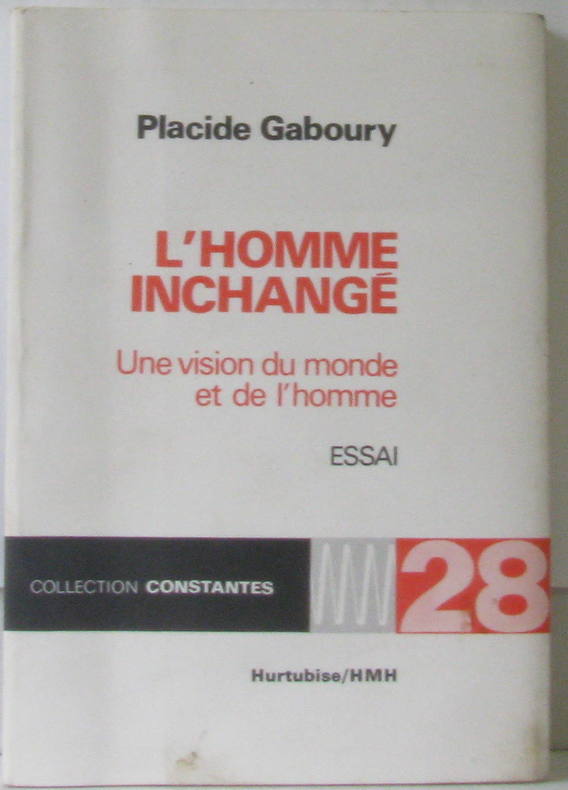 Placide Gaboury
L'HOMME
INCHANGÉ
Une vision du monde
et de l'homme
ESSAI
COLLECTION CONSTANTES
28
Hurtubise/HMH